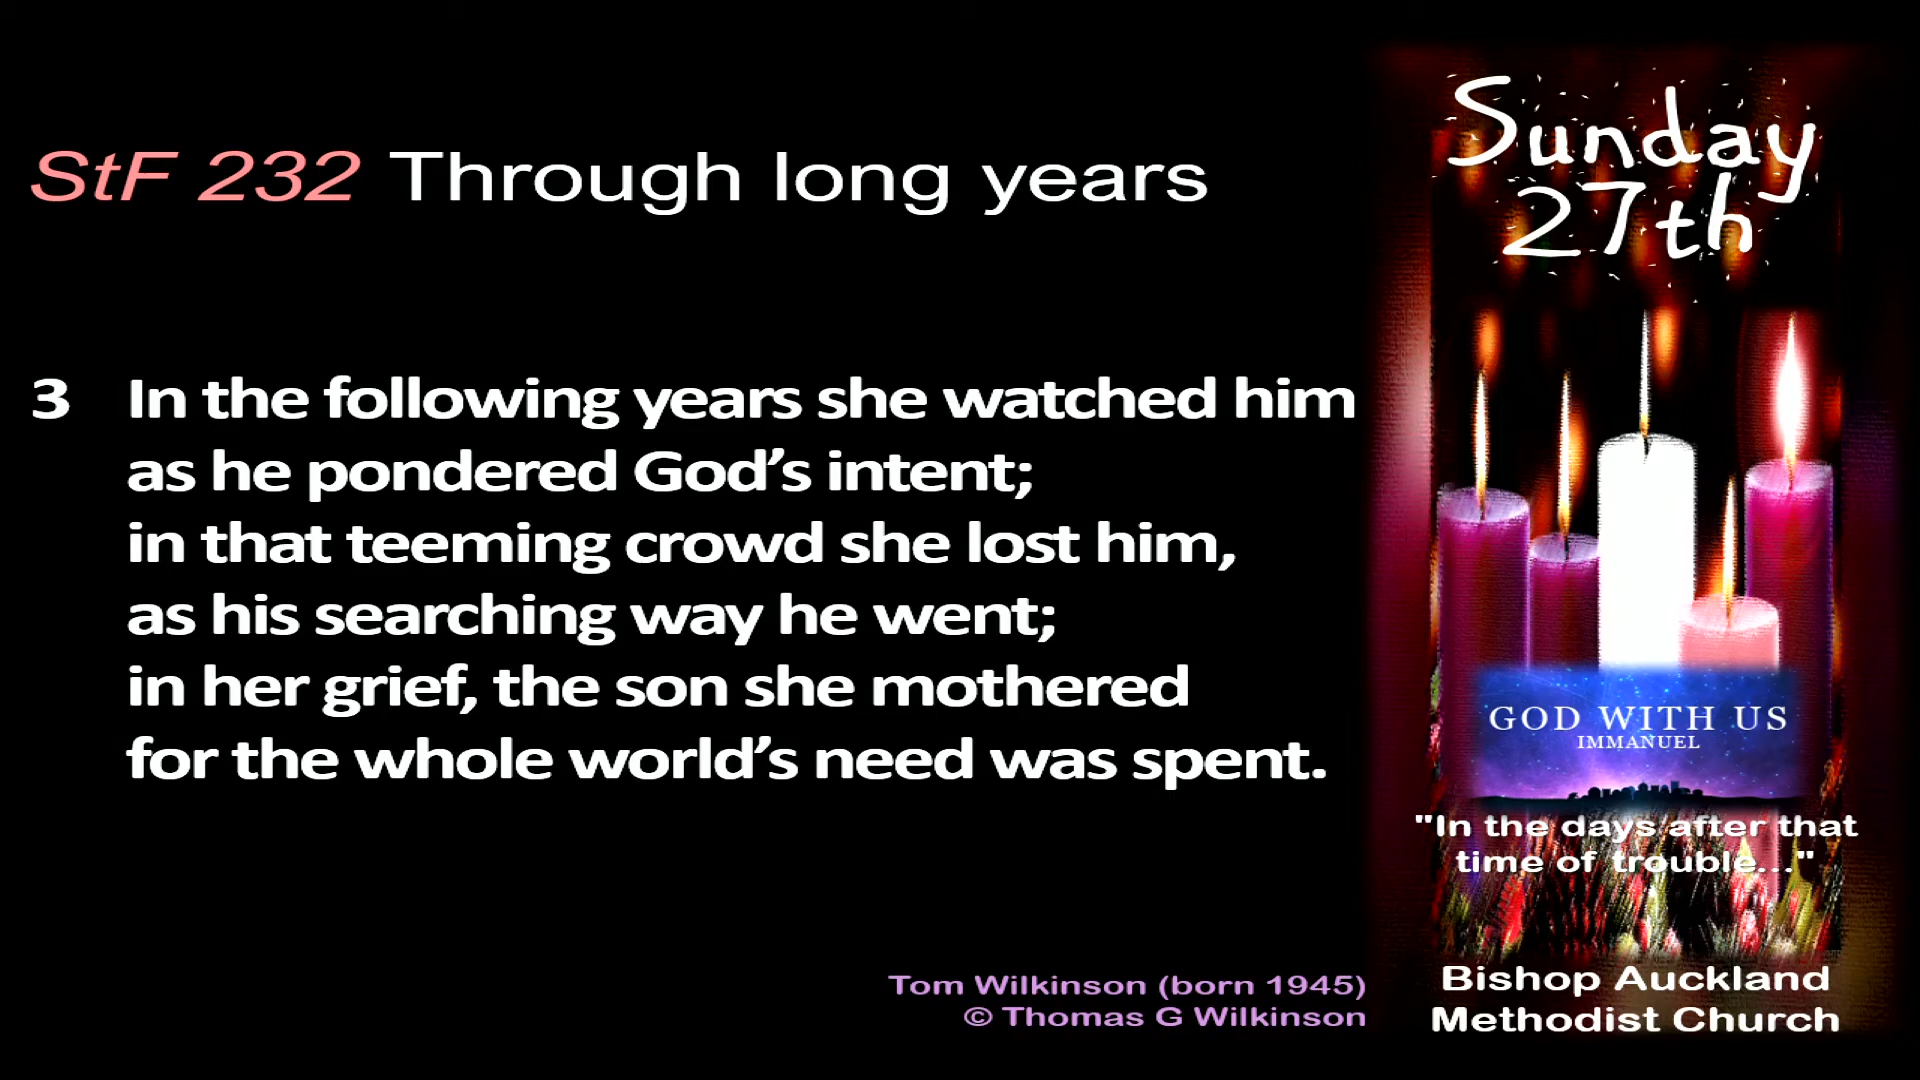 StF 232 Through long years
3 In the following years she watched him
as he pondered God’s intent;
in that teeming crowd she lost him,
as his searching way he went;
in her grief, the son she mothered
for the whole world’s need was spent.
Tom Wilkinson (born 1945)
© Thomas G Wilkinson
Sunday
27th
GOD WITH US
IMMANUEL
"In the days after that
time of trouble..."
Bishop Auckland
Methodist Church